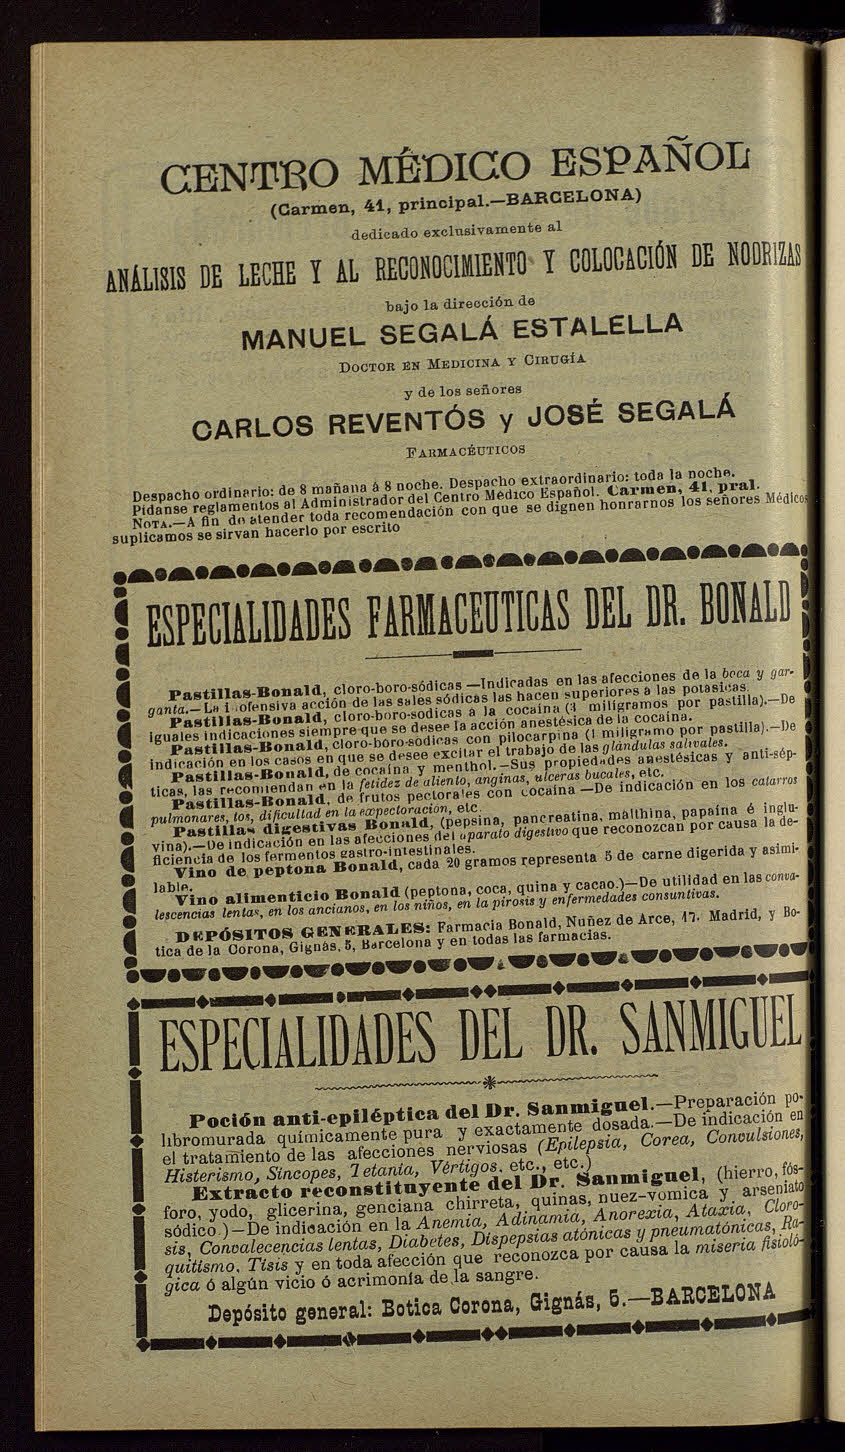 CENTRO MÉDICO ESPAÑOL
(Carmen, 41, principal.—BARCELONA)
dedicado exclusivamente al
ANÁLISIS DE LECHE Y AL RECONOCIMIENTO Y COLOCACIÓN DE NODRIZAS
bajo la dirección de
MANUEL SEGALÁ ESTALELLA
DOCTOR EN MEDICINA Y CIRUGÍA
y de los señores
CARLOS REVENTÓS y JOSÉ SEGALÁ
FARMACÉUTICOS
Despacho ordinario: de 8 mañana á 8 noche. Despacho extraordinario: toda la noche.
Pídanse reglamentos al Administrador del Centro Médico Español. Carmen, 41, pral.
NOTA.—A fin de atender toda recomendación con que se dignen honrarnos los señores Médicos
suplicamos se sirvan hacerlo por escrito
ESPECIALIDADES FARMACEUTICAS DEL DR. BONALD
Pastillas-Bonald, cloro-boro-sódicas—Indicadas en las afecciones de la boca y gar-
ganta.—La inofensiva acción de las sales sódicas las hacen superiores a las potasicas.
Pastillas-Bonald, cloro-boro-sodicas a la cocaína (3 miligramos por pastilla).—De
iguales indicaciones siempre que se desee la acción anestésica de la cocaina.
Pastillas-Bonald, cloro-boro-sódicas con pilocarpina (1 miligramo por pastilla).—De
indicación en los casos en que se desee excitar el trabajo de las glándulas salivales.
Pastillas-Bonald, de cocaína y menthol.—Sus propiedades anestésicas y anti-sép-
ticas, las recomiendan en la fetidez de aliento, anginas, ulceras bucales, etc.
Pastillas-Bonald, de frutos pectorales con cocaina—De indicación en los catarros
pulmonares, tos, dificultad en la expectoración, etc.
Pastillas digestivas Bonald, (pepsina, pancreatina, malthina, papaína é inglu-
vina).—De indicación en las afecciones del aparato digestivo que reconozcan por causa la de-
ficiencia de los fermentos gastro-intestinales.
Vino de peptona Bonald, cada 20 gramos representa 5 de carne digerida y asimi-
lable.
Vino alimenticio Bonald (peptona, coca, quina y cacao.)—De utilidad en las conva-
lescencias lentas, en los ancianos, en los niños, en la pirosis y enfermedades consuntivas.
DEPÓSITOS GENERALES: Farmacia Bonald, Nuñez de Arce, 17. Madrid, y Bo-
tica de la Corona, Gignás, 5, Barcelona y en todas las farmacias.
ESPECIALIDADES DEL DR. SANMIGUEL
Poción anti-epiléptica del Dr. Sanmiguel.—Preparación po-
libromurada químicamente pura y exactamente dosada.—De indicación en
el tratamiento de las afecciones nerviosas (Epilepsia, Corea, Convulsiones,
Histerismo, Sincopes, Tetania, Vértigos, etc., etc.)
Extracto reconstituyente del Dr. Sanmiguel, (hierro, fós-
foro, yodo, glicerina, genciana chirreta, quinas, nuez-vomica y arseniato
sódico.)—De indicación en la Anemia, Adinamia, Anorexia, Ataxia, Cloro-
sis, Convalecencias lentas, Diabetes, Dispepsias atónicas y pneumatónicas, Ra-
quitismo, Tisis y en toda afección que reconozca por causa la miseria fisioló-
gica ó algún vicio ó acrimonía de la sangre.
Depósito general: Botica Corona, Gignás, 5.—BARCELONA